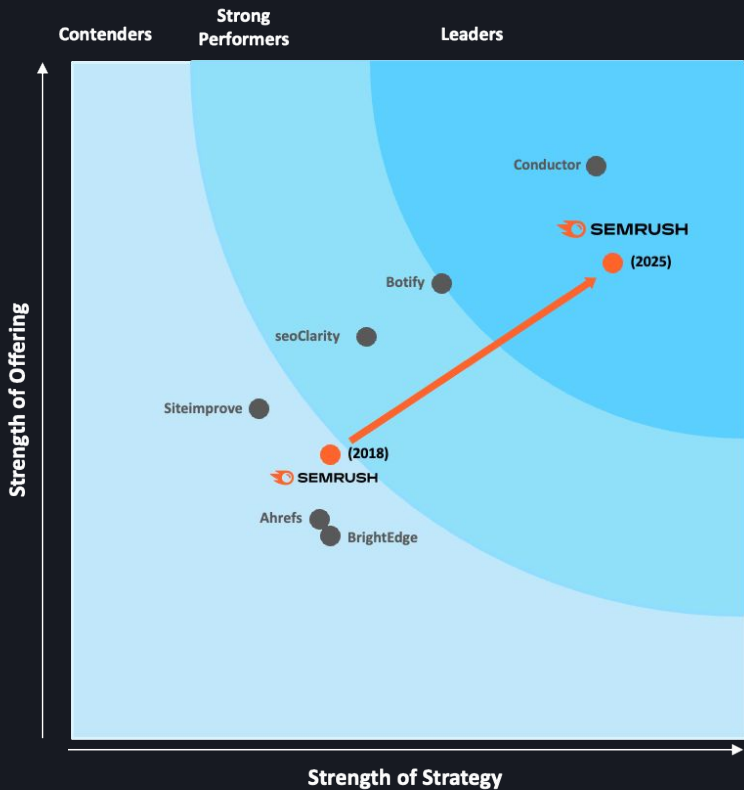 Contenders
Strong
Performers
Leaders
Conductor
SEMRUSH
(2025)
Botify
seoClarity
Siteimprove
(2018)
SEMRUSH
Ahrefs
BrightEdge
Strength of Offering
Strength of Strategy